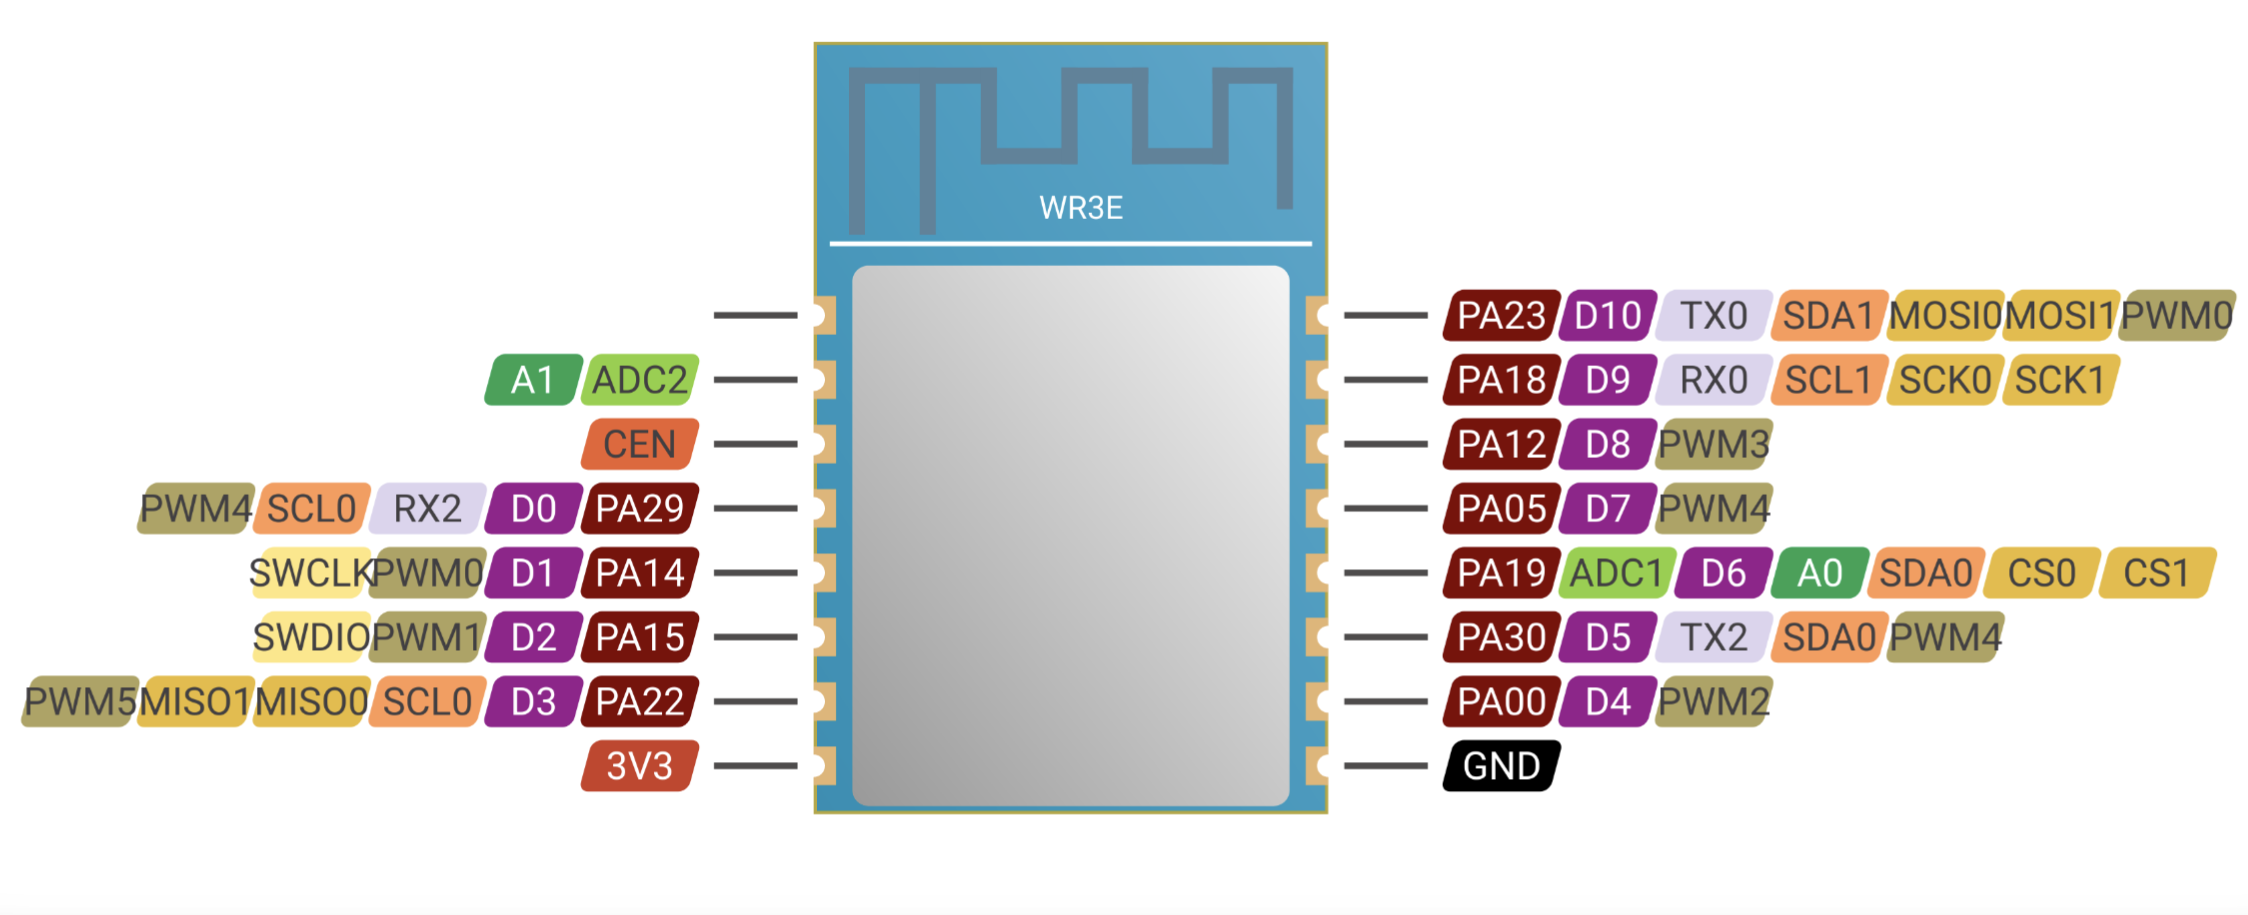 WR3E
PA23 D10 TX0 SDA1 MOSI0 MOSI1 PWM0
A1 ADC2 PA18 D9 RX0 SCL1 SCK0 SCK1
CEN PA12 D8 PWM3
PWM4 SCL0 RX2 D0 PA29 PA05 D7 PWM4
SWCLK PWM0 D1 PA14 PA19 ADC1 D6 A0 SDA0 CS0 CS1
SWDIO PWM1 D2 PA15 PA30 D5 TX2 SDA0 PWM4
PWM5 MISO1 MISO0 SCL0 D3 PA22 PA00 D4 PWM2
3V3 GND